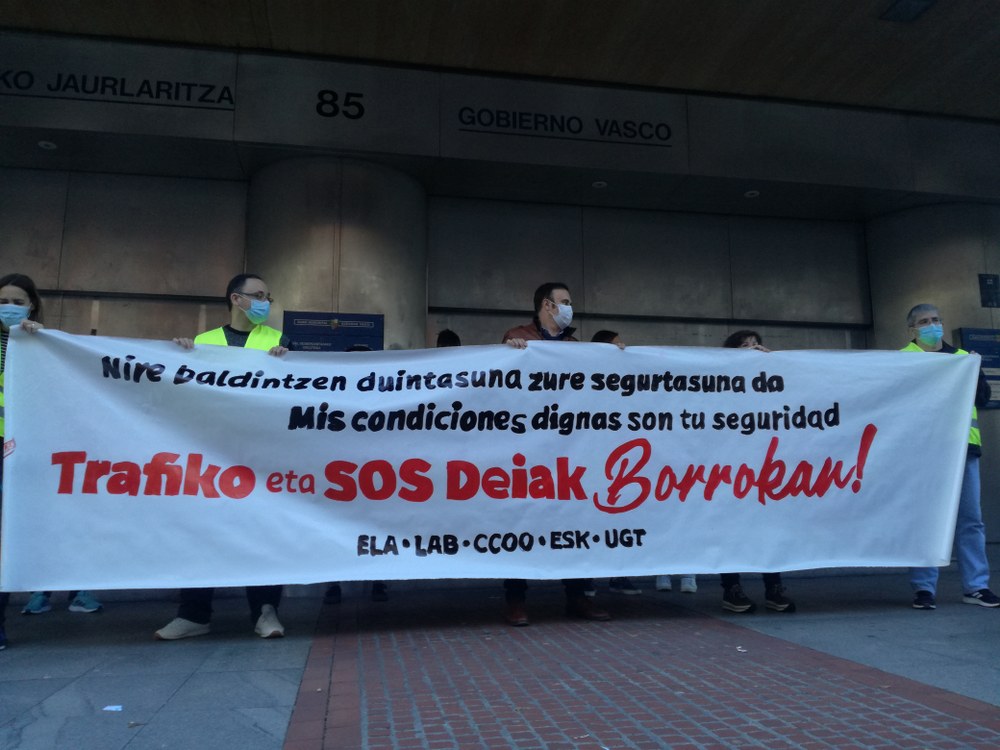 KO JAURLARITZA
85
GOBIERNO VASCO
Nire baldintzen duintasuna zure segurtasuna da
Mis condiciones dignas son tu seguridad
Trafiko eta SOS Deiak Borrokan!
ELA • LAB • CCOO • ESK • UGT